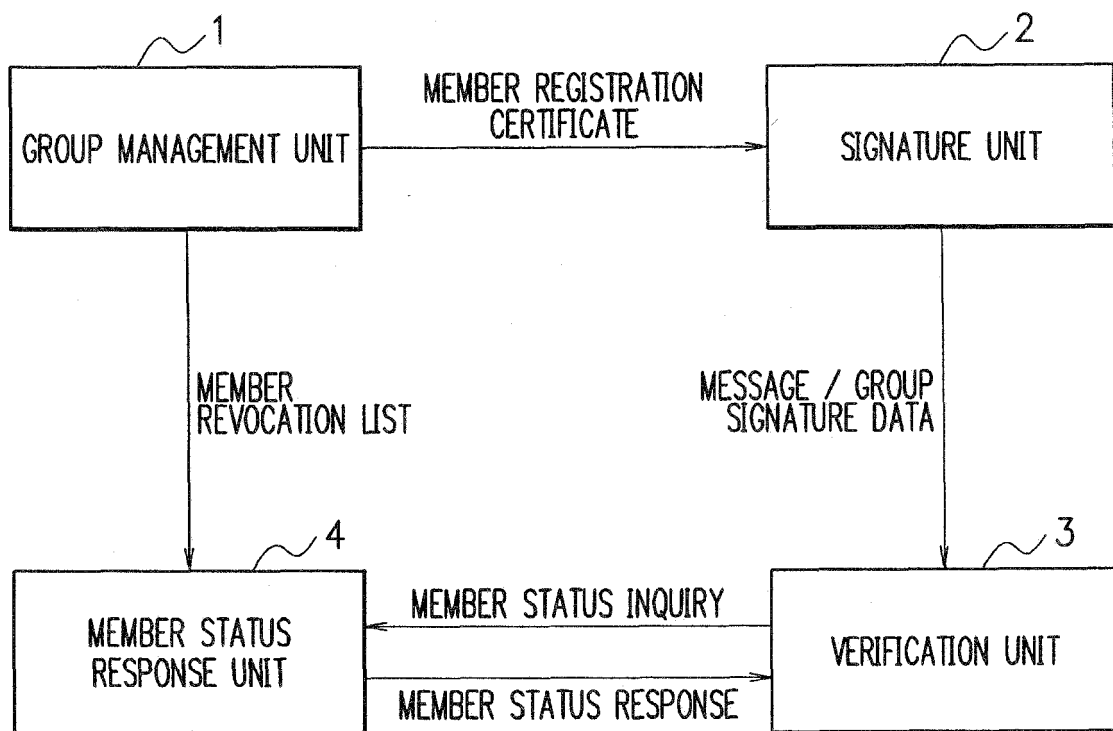 1
2
GROUP MANAGEMENT UNIT
MEMBER REGISTRATION
CERTIFICATE
SIGNATURE UNIT
MEMBER
REVOCATION LIST
MESSAGE / GROUP
SIGNATURE DATA
4
3
MEMBER STATUS
RESPONSE UNIT
MEMBER STATUS INQUIRY
MEMBER STATUS RESPONSE
VERIFICATION UNIT